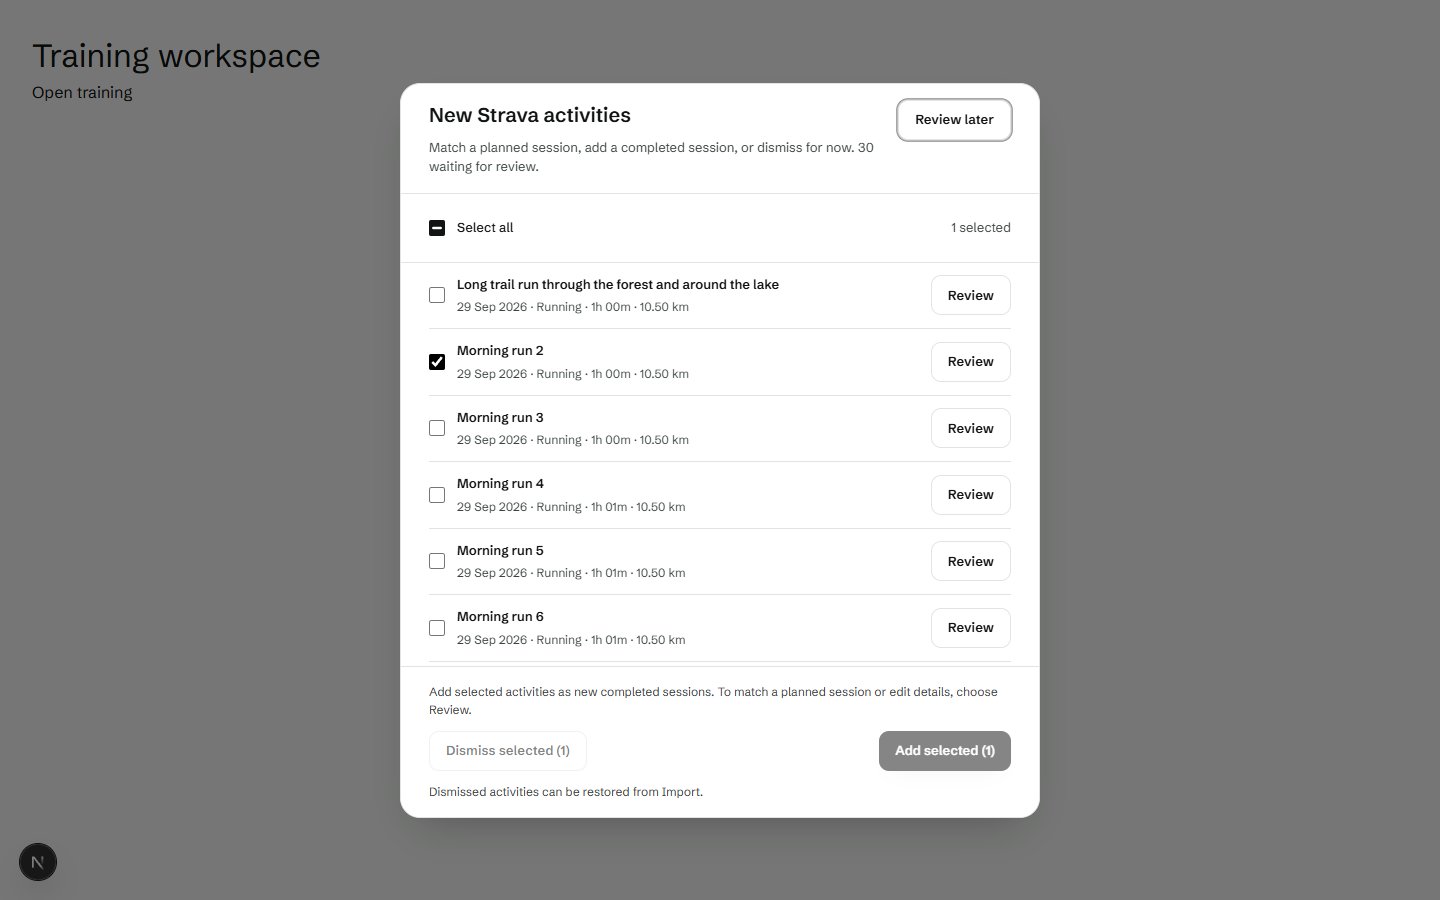 Training workspace
Open training
New Strava activities
Review later
Match a planned session, add a completed session, or dismiss for now. 30
waiting for review.
Select all
1 selected
Long trail run through the forest and around the lake
29 Sep 2026 · Running · 1h 00m · 10.50 km
Review
Morning run 2
29 Sep 2026 · Running · 1h 00m · 10.50 km
Review
Morning run 3
29 Sep 2026 · Running · 1h 00m · 10.50 km
Review
Morning run 4
29 Sep 2026 · Running · 1h 01m · 10.50 km
Review
Morning run 5
29 Sep 2026 · Running · 1h 01m · 10.50 km
Review
Morning run 6
29 Sep 2026 · Running · 1h 01m · 10.50 km
Review
Add selected activities as new completed sessions. To match a planned session or edit details, choose
Review.
Dismiss selected (1)
Add selected (1)
Dismissed activities can be restored from Import.
N